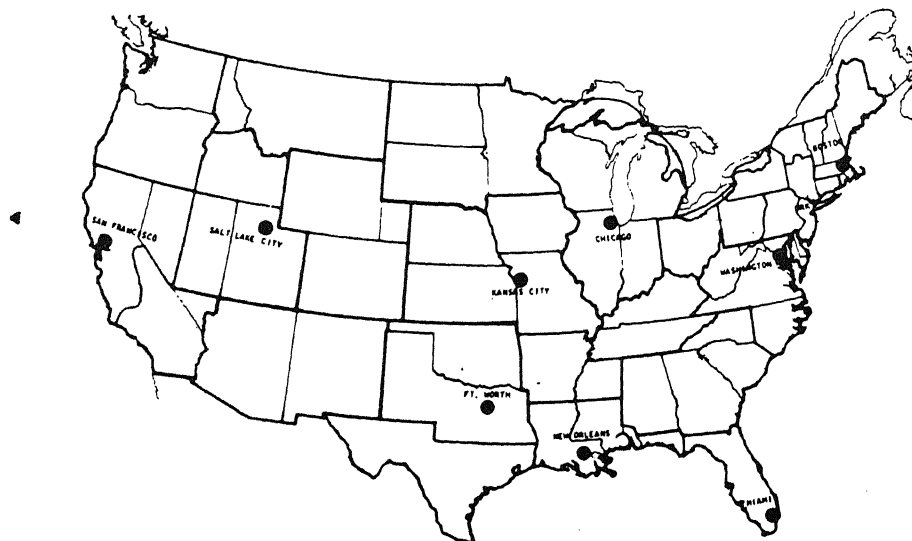 BOSTON
SAN FRANCISCO
SALT LAKE CITY
CHICAGO
WASHINGTON
KANSAS CITY
FT. WORTH
NEW ORLEANS
MIAMI